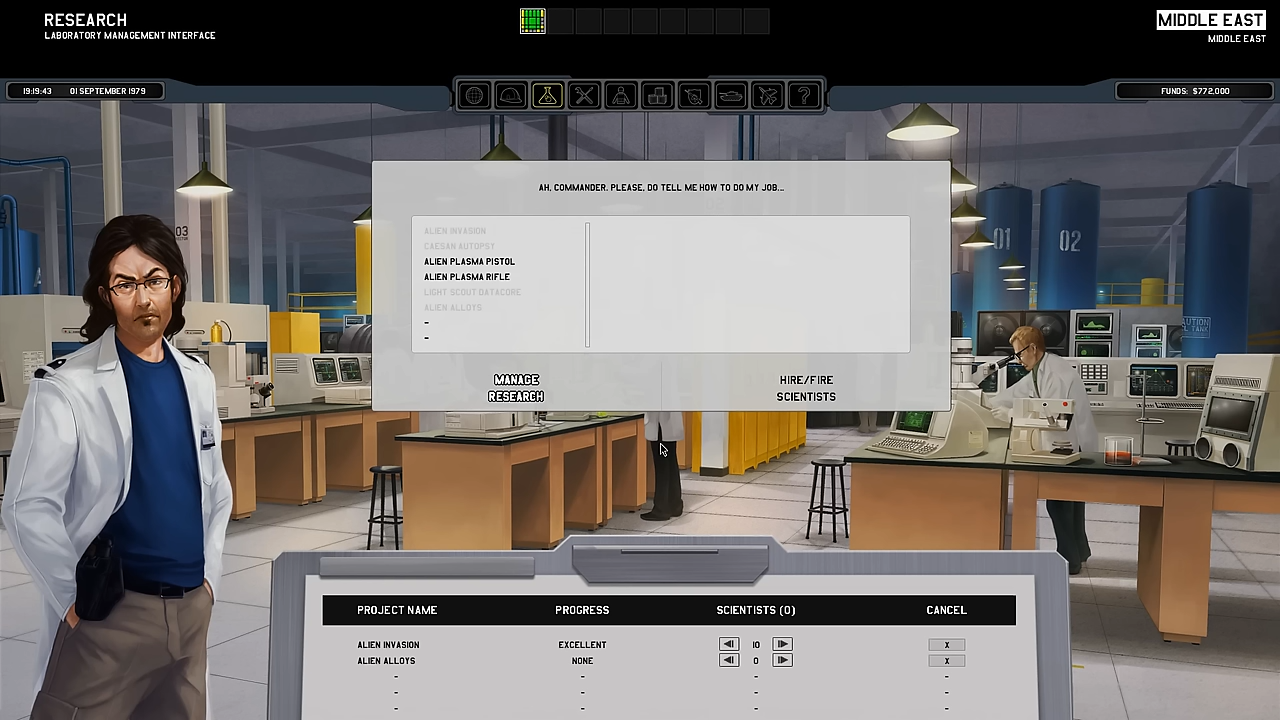 RESEARCH
LABORATORY MANAGEMENT INTERFACE
MIDDLE EAST
MIDDLE EAST
19:19:43 01 SEPTEMBER 1979
?
FUNDS: $772,000
AH, COMMANDER. PLEASE, DO TELL ME HOW TO DO MY JOB...
ALIEN INVASION
CAESAN AUTOPSY
ALIEN PLASMA PISTOL
ALIEN PLASMA RIFLE
LIGHT SCOUT DATACORE
ALIEN ALLOYS
-
-
MANAGE
RESEARCH
HIRE/FIRE
SCIENTISTS
03
01
02
PROJECT NAME PROGRESS SCIENTISTS (0) CANCEL
ALIEN INVASION EXCELLENT 10 X
ALIEN ALLOYS NONE 0 X
- - - -
- - - -
- - - -